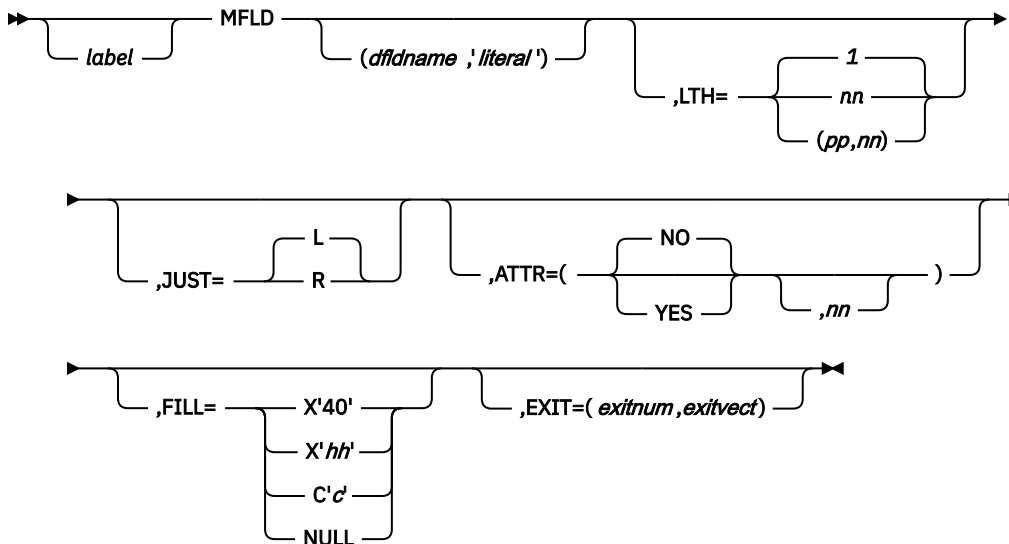 MFLD
label
(dfldname ,'literal ')
,LTH=
1
nn
(pp,nn)
,JUST=
L
R
,ATTR=(
NO
YES
,nn
)
,FILL=
X'40'
X'hh'
C'c'
NULL
,EXIT=( exitnum ,exitvect)